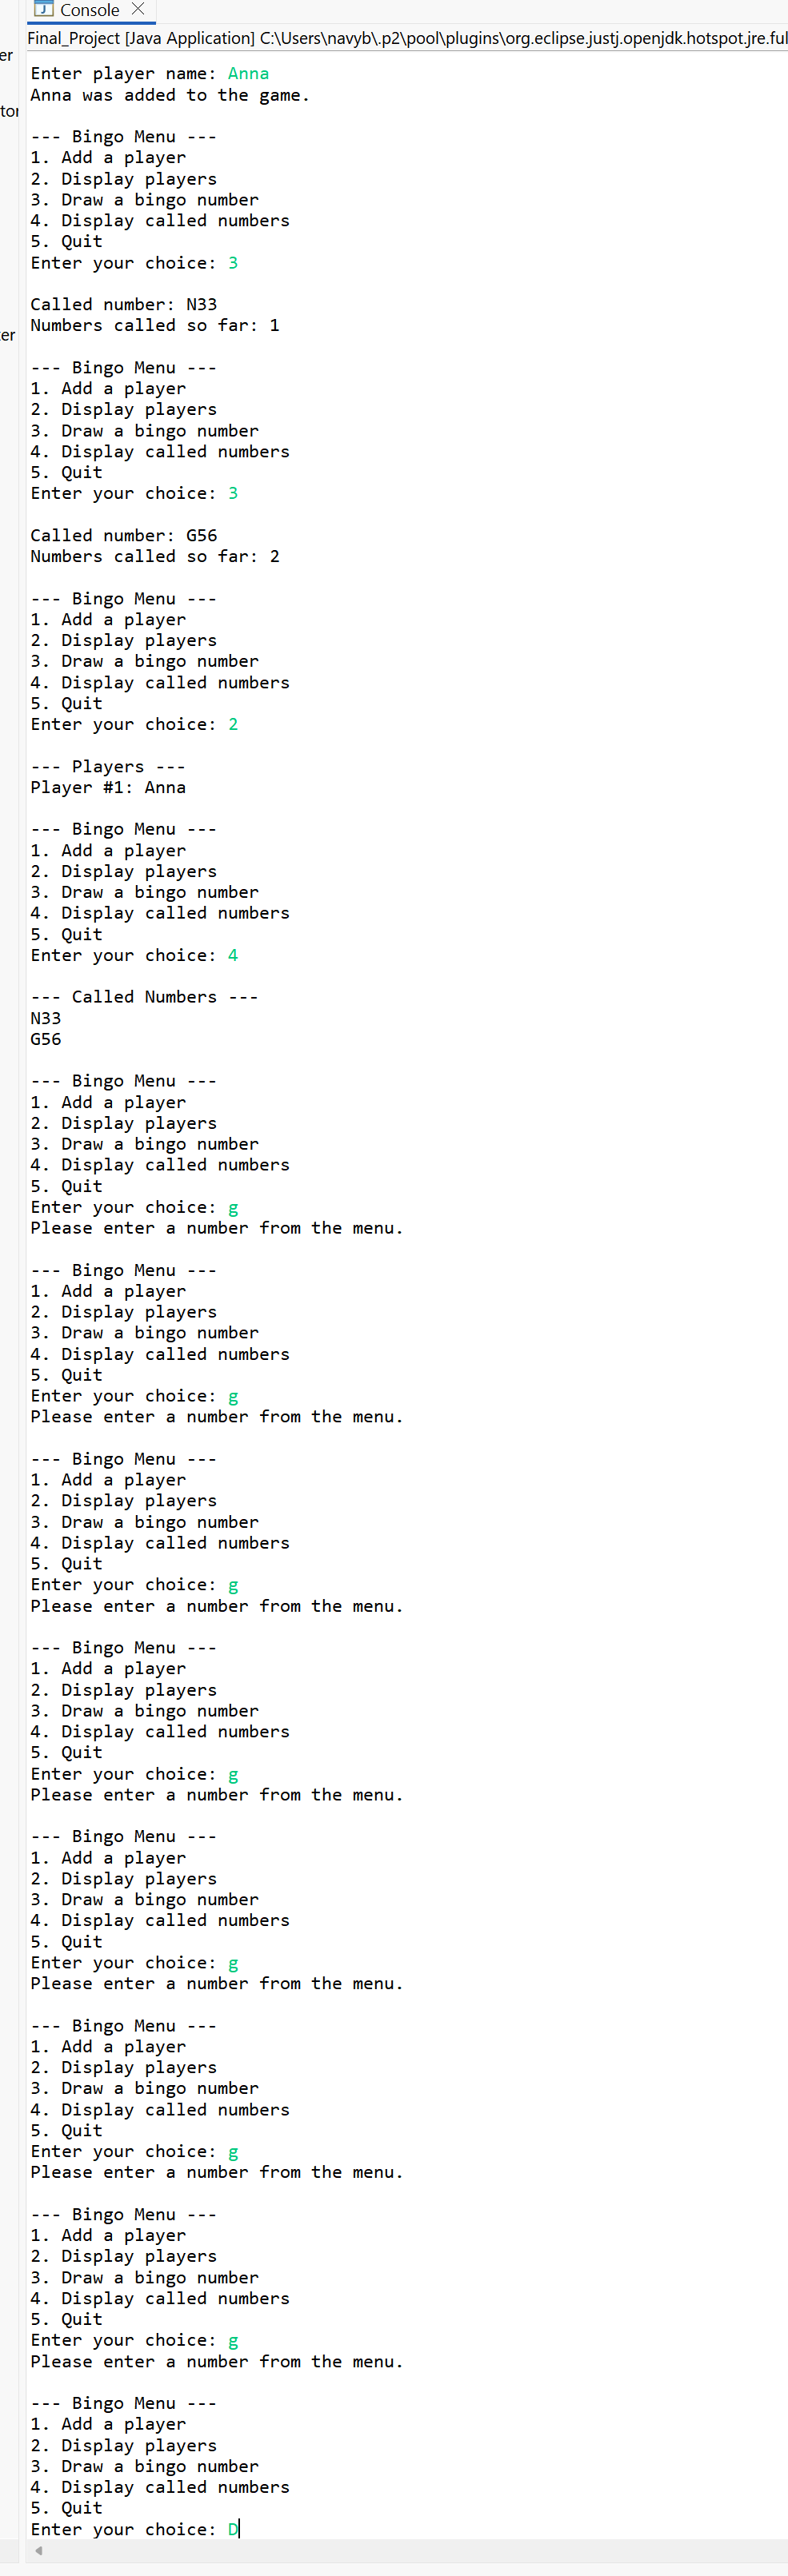 Console
Final_Project [Java Application] C:\Users\navyb\.p2\pool\plugins\org.eclipse.justj.openjdk.hotspot.jre.ful
er
tor
er
Enter player name: Anna
Anna was added to the game.
--- Bingo Menu ---
1. Add a player
2. Display players
3. Draw a bingo number
4. Display called numbers
5. Quit
Enter your choice: 3
Called number: N33
Numbers called so far: 1
--- Bingo Menu ---
1. Add a player
2. Display players
3. Draw a bingo number
4. Display called numbers
5. Quit
Enter your choice: 3
Called number: G56
Numbers called so far: 2
--- Bingo Menu ---
1. Add a player
2. Display players
3. Draw a bingo number
4. Display called numbers
5. Quit
Enter your choice: 2
--- Players ---
Player #1: Anna
--- Bingo Menu ---
1. Add a player
2. Display players
3. Draw a bingo number
4. Display called numbers
5. Quit
Enter your choice: 4
--- Called Numbers ---
N33
G56
--- Bingo Menu ---
1. Add a player
2. Display players
3. Draw a bingo number
4. Display called numbers
5. Quit
Enter your choice: g
Please enter a number from the menu.
--- Bingo Menu ---
1. Add a player
2. Display players
3. Draw a bingo number
4. Display called numbers
5. Quit
Enter your choice: g
Please enter a number from the menu.
--- Bingo Menu ---
1. Add a player
2. Display players
3. Draw a bingo number
4. Display called numbers
5. Quit
Enter your choice: g
Please enter a number from the menu.
--- Bingo Menu ---
1. Add a player
2. Display players
3. Draw a bingo number
4. Display called numbers
5. Quit
Enter your choice: g
Please enter a number from the menu.
--- Bingo Menu ---
1. Add a player
2. Display players
3. Draw a bingo number
4. Display called numbers
5. Quit
Enter your choice: g
Please enter a number from the menu.
--- Bingo Menu ---
1. Add a player
2. Display players
3. Draw a bingo number
4. Display called numbers
5. Quit
Enter your choice: g
Please enter a number from the menu.
--- Bingo Menu ---
1. Add a player
2. Display players
3. Draw a bingo number
4. Display called numbers
5. Quit
Enter your choice: g
Please enter a number from the menu.
--- Bingo Menu ---
1. Add a player
2. Display players
3. Draw a bingo number
4. Display called numbers
5. Quit
Enter your choice: D